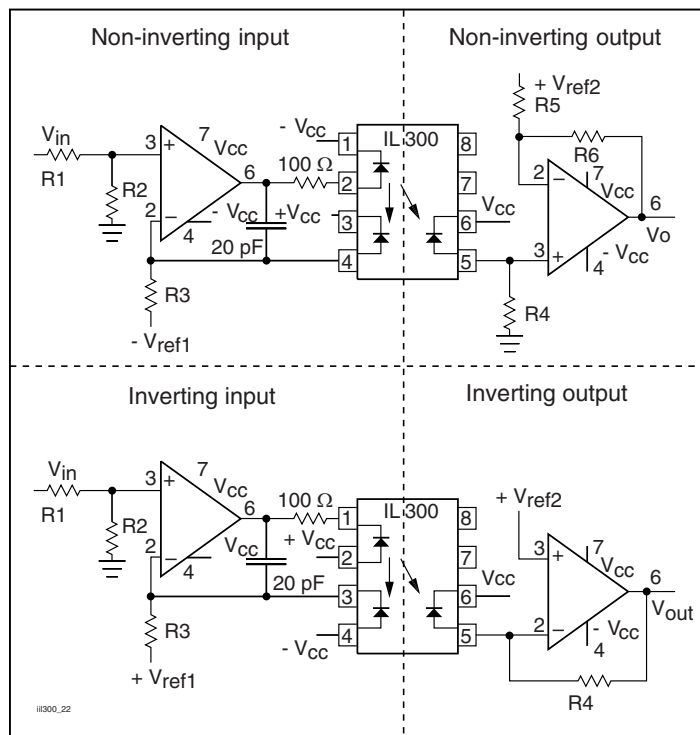 Non-inverting input
Non-inverting output
+ Vref2
R5
Vin
R1
R2
3
+
7
Vcc
6
100 Ω
- Vcc
1
IL 300
8
2
7
R6
2
−
7
Vcc
6
Vo
2
−
4
- Vcc
+Vcc
20 pF
3
6
Vcc
4
5
3
+
4
- Vcc
R3
R4
- Vref1
Inverting input
Inverting output
Vin
R1
R2
3
+
7
Vcc
6
100 Ω
1
IL 300
8
+ Vref2
+ Vcc
2
7
3
+
7
Vcc
6
Vout
2
−
4
Vcc
20 pF
3
6
Vcc
4
5
2
−
- Vcc
4
- Vcc
R3
R4
+ Vref1
iil300_22